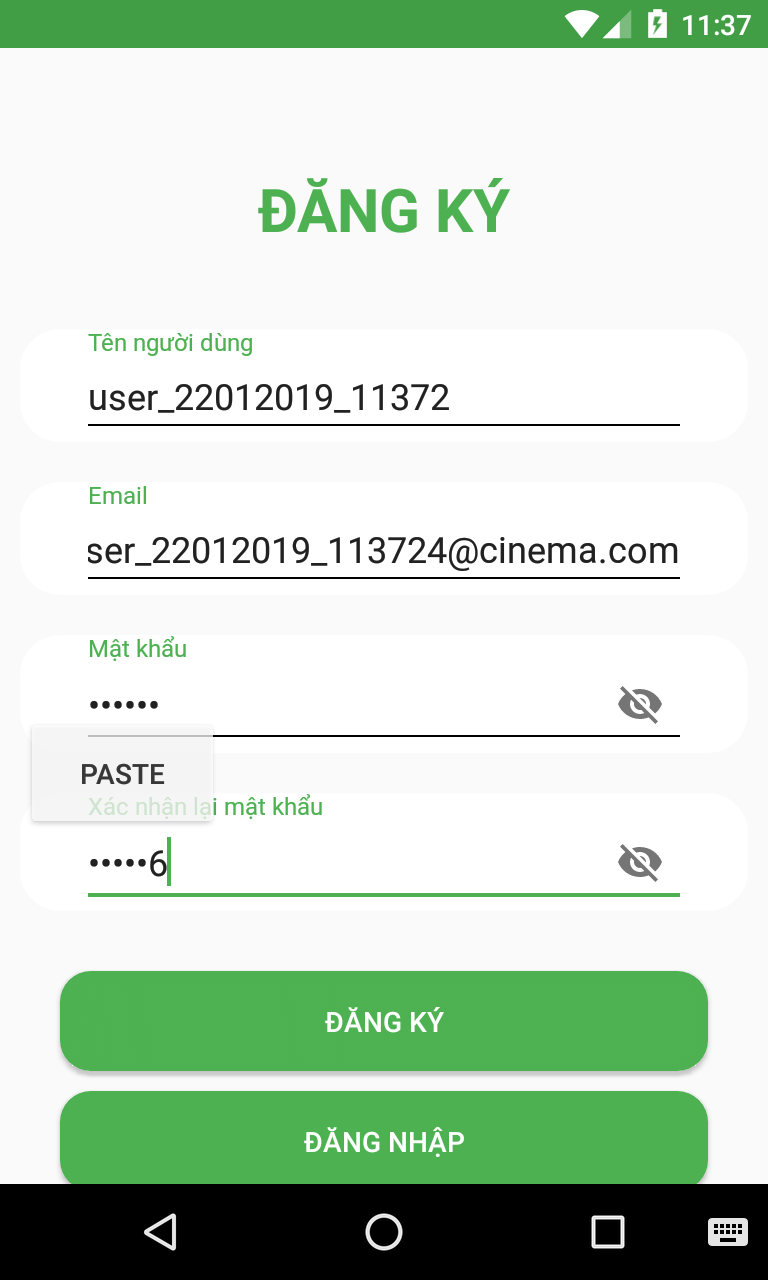 11:37
ĐĂNG KÝ
Tên người dùng
user_22012019_11372
Email
ser_22012019_113724@cinema.com
Mật khẩu
••••••
PASTE
Xác nhận lại mật khẩu
•••••6
ĐĂNG KÝ
ĐĂNG NHẬP